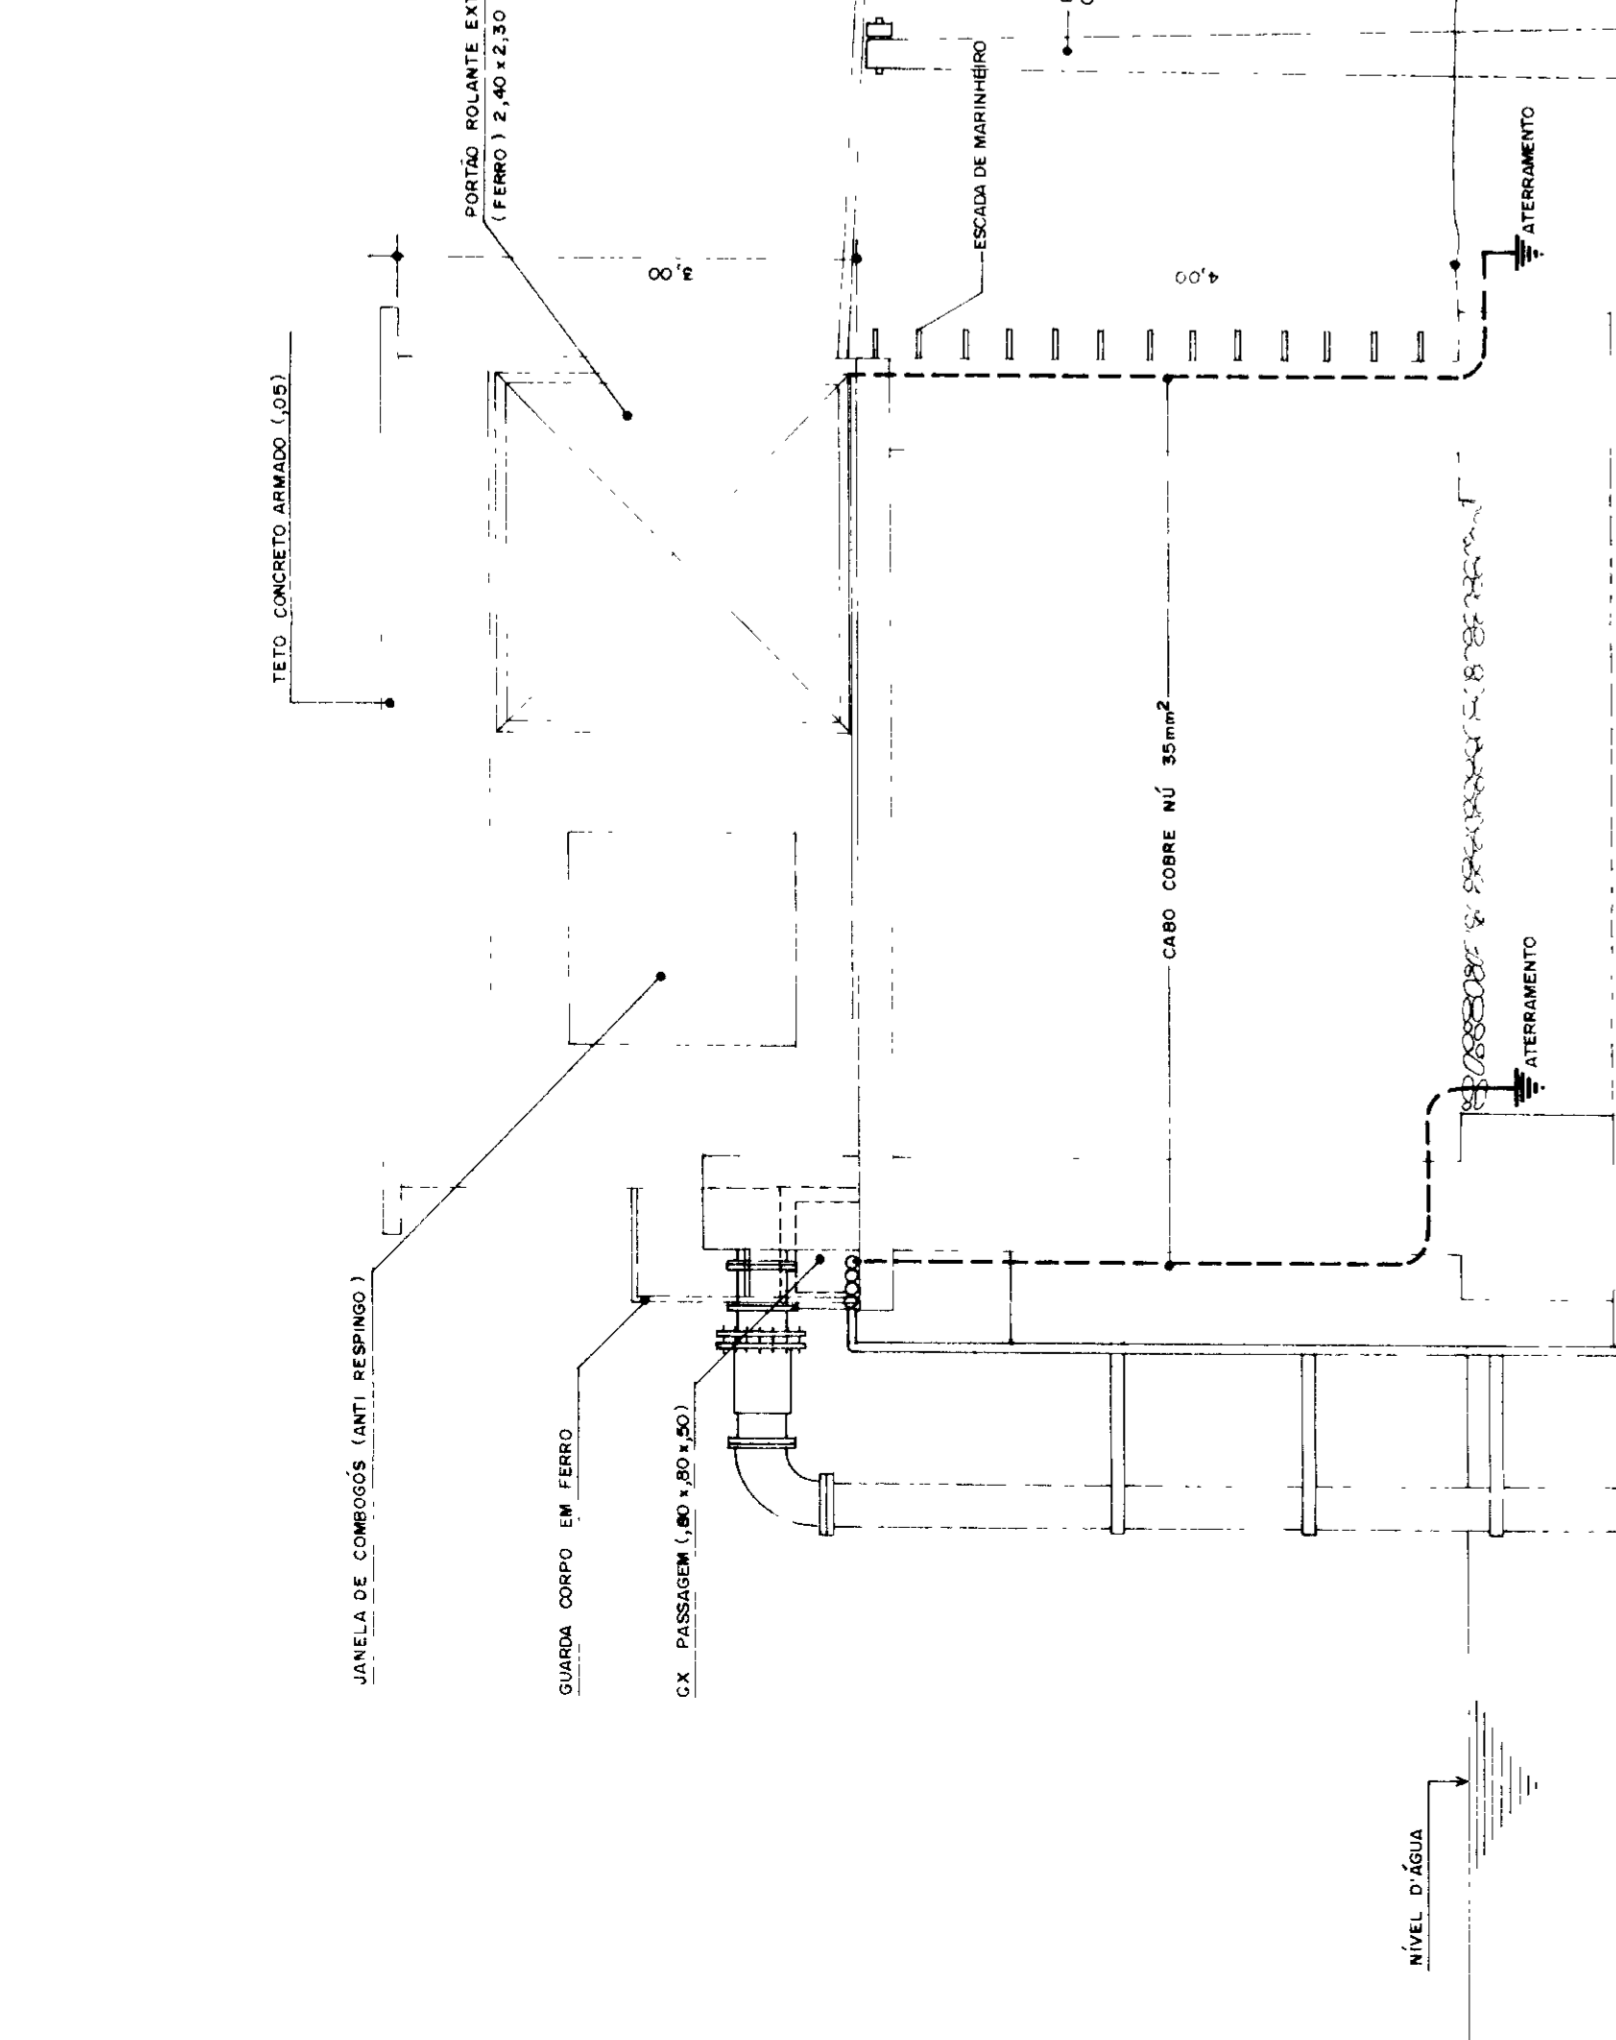 TETO CONCRETO ARMADO (,05)
PORTÃO ROLANTE
(FERRO) 2,40 x 2,30
JANELA DE COMBOGÓS (ANTI RESPINGO)
GUARDA CORPO EM FERRO
CX PASSAGEM (,80 x ,80 x ,50)
3,00
ESCADA DE MARINHEIRO
4,00
CABO COBRE NÚ 35mm²
ATERRAMENTO
ATERRAMENTO
NÍVEL D'ÁGUA